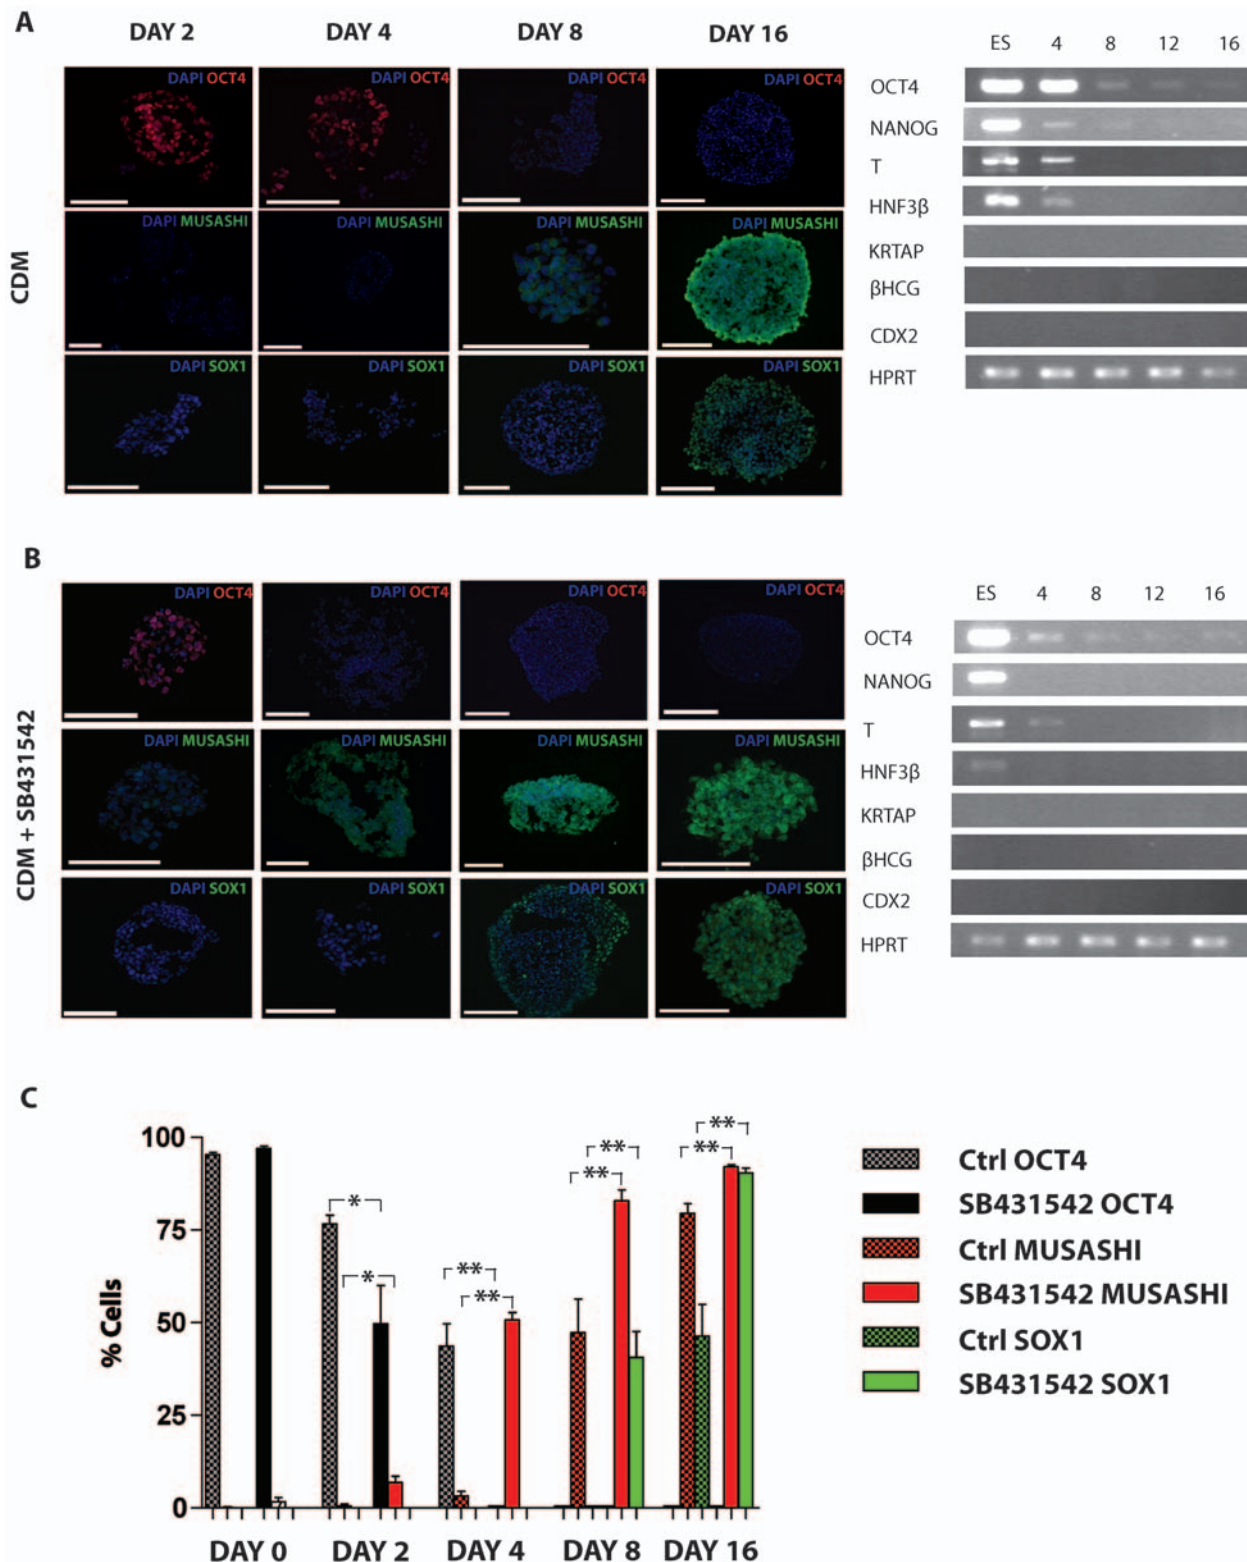 A
DAY 2 DAY 4 DAY 8 DAY 16
ES 4 8 12 16
CDM
DAPI OCT4 DAPI OCT4 DAPI OCT4 DAPI OCT4
DAPI MUSASHI DAPI MUSASHI DAPI MUSASHI DAPI MUSASHI
DAPI SOX1 DAPI SOX1 DAPI SOX1 DAPI SOX1
OCT4
NANOG
T
HNF3β
KRTAP
βHCG
CDX2
HPRT
B
CDM + SB431542
DAPI OCT4 DAPI OCT4 DAPI OCT4 DAPI OCT4
DAPI MUSASHI DAPI MUSASHI DAPI MUSASHI DAPI MUSASHI
DAPI SOX1 DAPI SOX1 DAPI SOX1 DAPI SOX1
ES 4 8 12 16
OCT4
NANOG
T
HNF3β
KRTAP
βHCG
CDX2
HPRT
C
% Cells
100
75
50
25
0
* * ** ** ** ** ** **
DAY 0 DAY 2 DAY 4 DAY 8 DAY 16
Ctrl OCT4
SB431542 OCT4
Ctrl MUSASHI
SB431542 MUSASHI
Ctrl SOX1
SB431542 SOX1